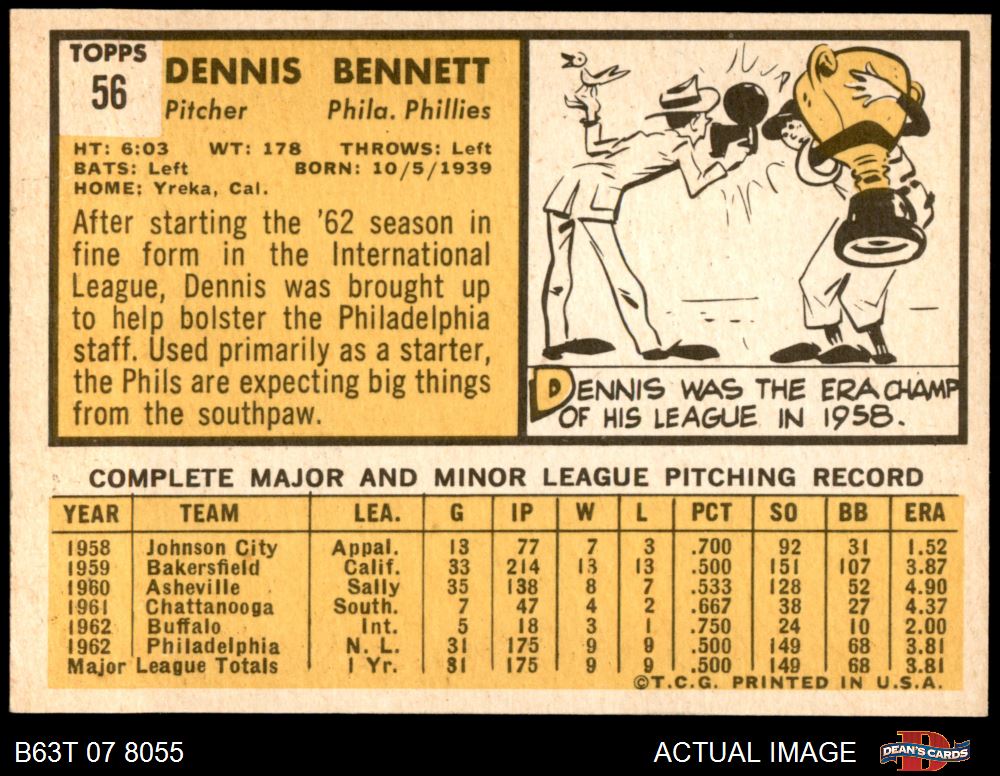 TOPPS
56
DENNIS BENNETT
Pitcher Phila. Phillies
HT: 6:03 WT: 178 THROWS: Left
BATS: Left BORN: 10/5/1939
HOME: Yreka, Cal.
After starting the '62 season in
fine form in the International
League, Dennis was brought up
to help bolster the Philadelphia
staff. Used primarily as a starter,
the Phils are expecting big things
from the southpaw.
DENNIS WAS THE ERA CHAMP
OF HIS LEAGUE IN 1958.
COMPLETE MAJOR AND MINOR LEAGUE PITCHING RECORD
YEAR TEAM LEA. G IP W L PCT SO BB ERA
1958 Johnson City Appal. 13 77 7 3 .700 92 31 1.52
1959 Bakersfield Calif. 33 214 13 13 .500 151 107 3.87
1960 Asheville Sally 35 138 8 7 .533 128 52 4.90
1961 Chattanooga South. 7 47 4 2 .667 38 27 4.37
1962 Buffalo Int. 5 18 3 1 .750 24 10 2.00
1962 Philadelphia N. L. 31 175 9 9 .500 149 68 3.81
Major League Totals 1 Yr. 31 175 9 9 .500 149 68 3.81
©T.C.G. PRINTED IN U.S.A.
B63T 07 8055 ACTUAL IMAGE D DEAN'S CARDS